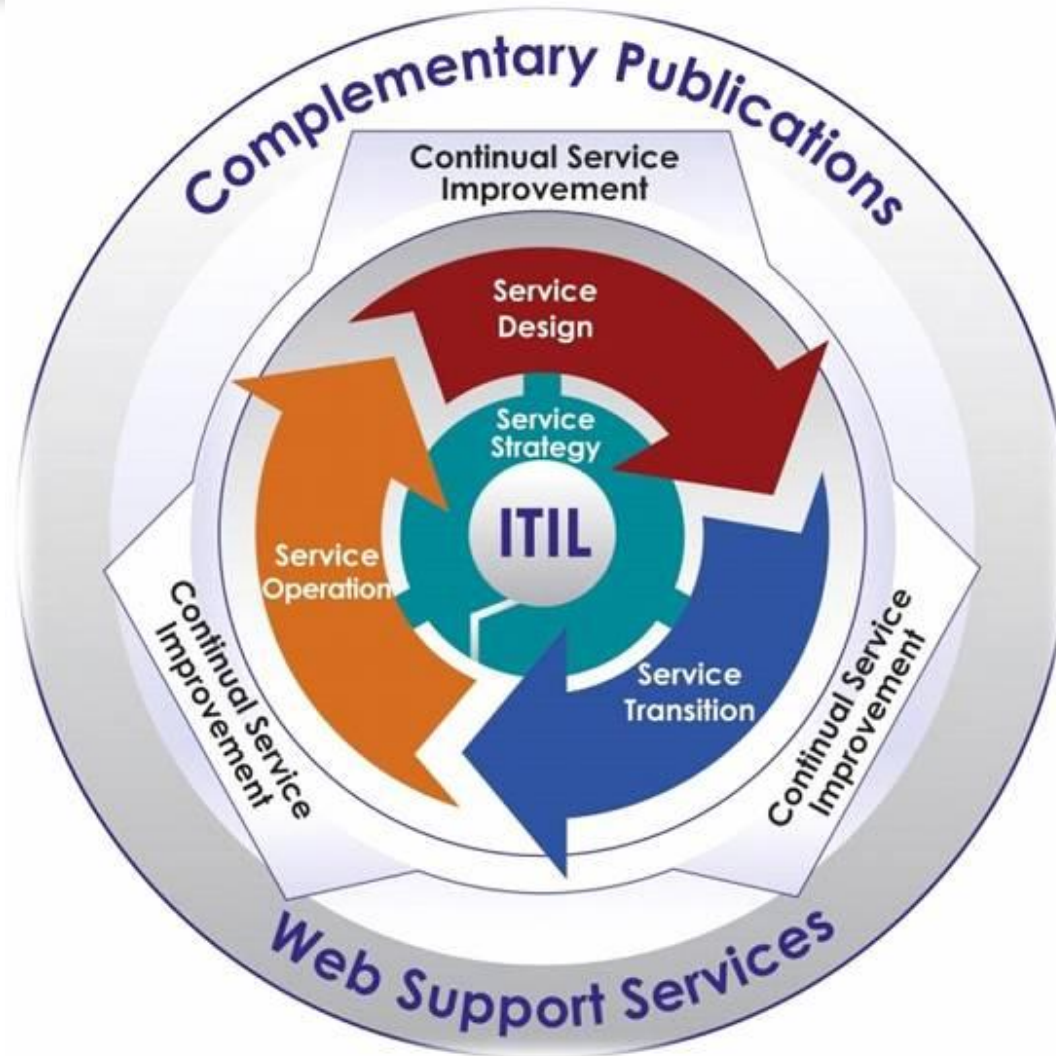 Complementary Publications
Continual Service
Improvement
Service
Design
Service
Strategy
ITIL
Service
Operation
Service
Transition
Continual Service
Improvement
Continual Service
Improvement
Web Support Services